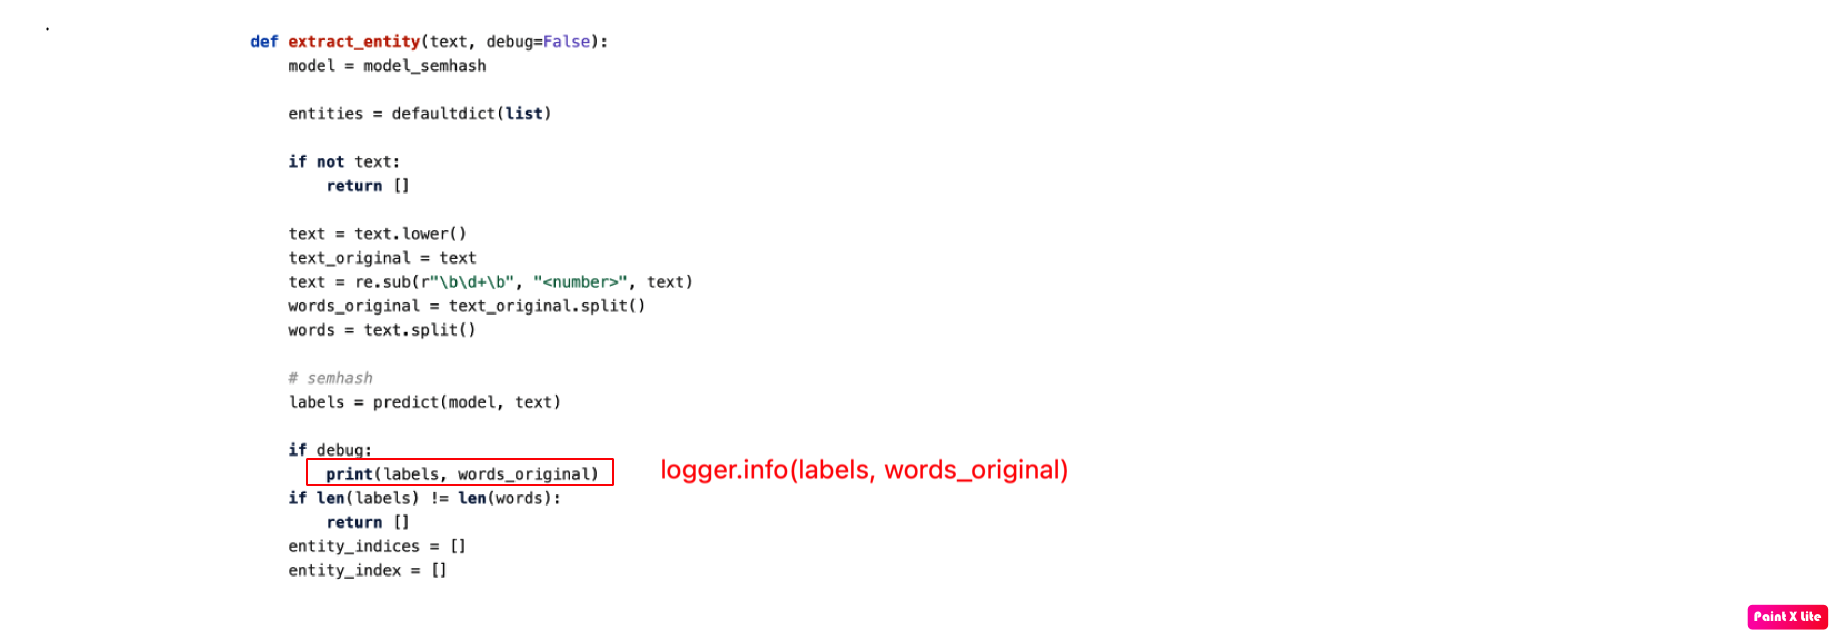 def extract_entity(text, debug=False):
    model = model_semhash
    entities = defaultdict(list)
    if not text:
        return []
    text = text.lower()
    text_original = text
    text = re.sub(r"\b\d+\b", "<number>", text)
    words_original = text_original.split()
    words = text.split()
    # semhash
    labels = predict(model, text)
    if debug:
        print(labels, words_original)
logger.info(labels, words_original)
    if len(labels) != len(words):
        return []
    entity_indices = []
    entity_index = []
Paint X Lite